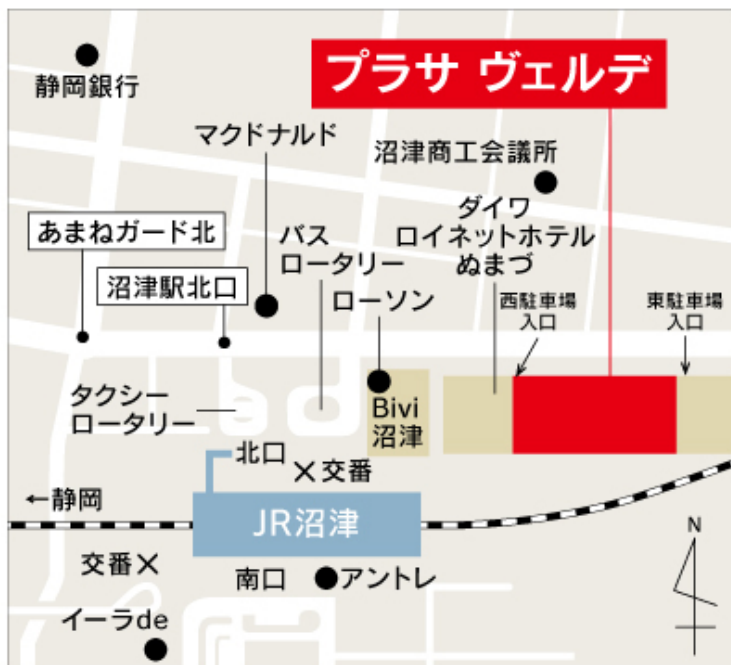 静岡銀行
プラサ ヴェルデ
マクドナルド
沼津商工会議所
あまねガード北
バス
ロータリー
ダイワ
ロイネットホテル
ぬまづ
沼津駅北口
ローソン
西駐車場
入口
東駐車場
入口
タクシー
ロータリー
Bivi
沼津
北口
交番
←静岡
JR沼津
N
交番
南口
アントレ
イーラde